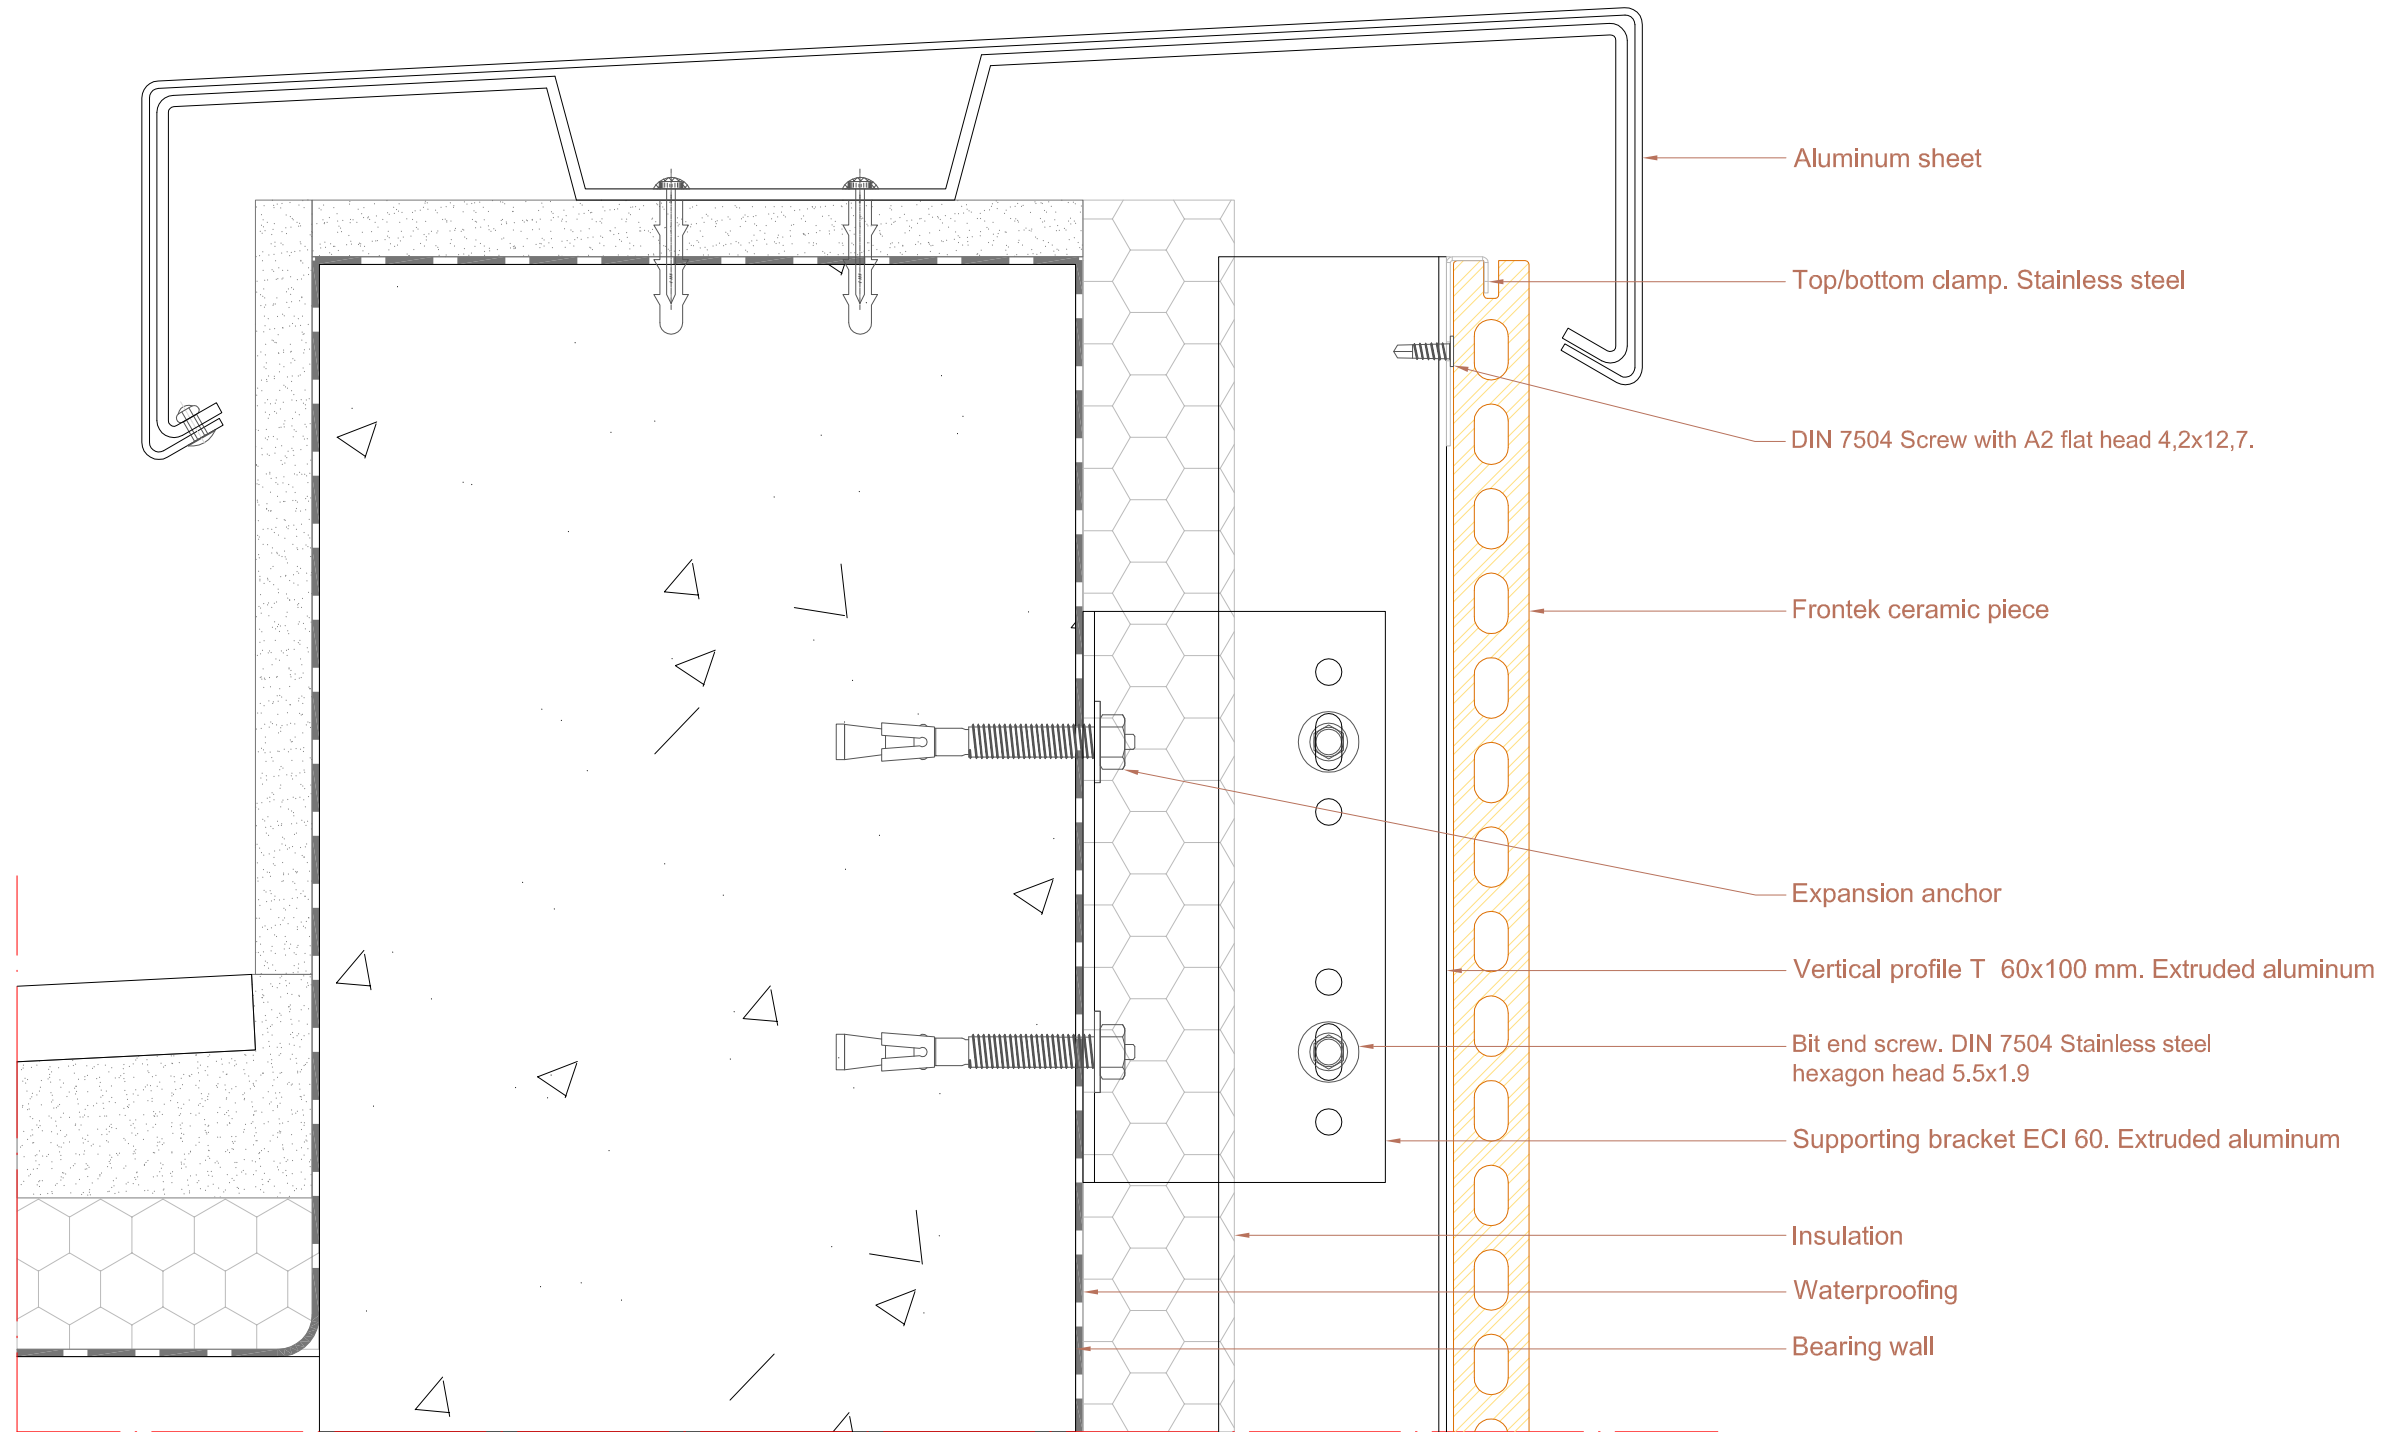 Aluminum sheet
Top/bottom clamp. Stainless steel
DIN 7504 Screw with A2 flat head 4,2x12,7.
Frontek ceramic piece
Expansion anchor
Vertical profile T  60x100 mm. Extruded aluminum
Bit end screw. DIN 7504 Stainless steel
hexagon head 5.5x1.9
Supporting bracket ECI 60. Extruded aluminum
Insulation
Waterproofing
Bearing wall